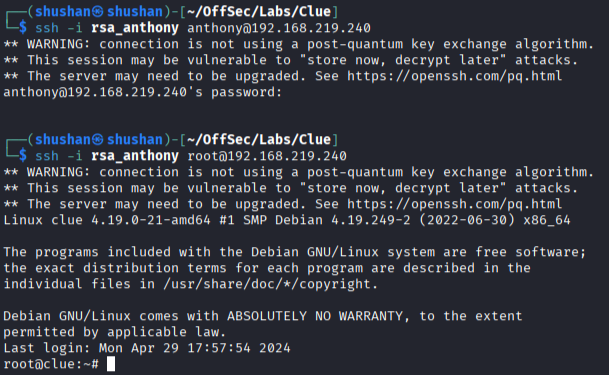 ┌──(shushan㉿shushan)-[~/OffSec/Labs/Clue]
└─$ ssh -i rsa_anthony anthony@192.168.219.240
** WARNING: connection is not using a post-quantum key exchange algorithm.
** This session may be vulnerable to "store now, decrypt later" attacks.
** The server may need to be upgraded. See https://openssh.com/pq.html
anthony@192.168.219.240's password:
┌──(shushan㉿shushan)-[~/OffSec/Labs/Clue]
└─$ ssh -i rsa_anthony root@192.168.219.240
** WARNING: connection is not using a post-quantum key exchange algorithm.
** This session may be vulnerable to "store now, decrypt later" attacks.
** The server may need to be upgraded. See https://openssh.com/pq.html
Linux clue 4.19.0-21-amd64 #1 SMP Debian 4.19.249-2 (2022-06-30) x86_64
The programs included with the Debian GNU/Linux system are free software;
the exact distribution terms for each program are described in the
individual files in /usr/share/doc/*/copyright.
Debian GNU/Linux comes with ABSOLUTELY NO WARRANTY, to the extent
permitted by applicable law.
Last login: Mon Apr 29 17:57:54 2024
root@clue:~#